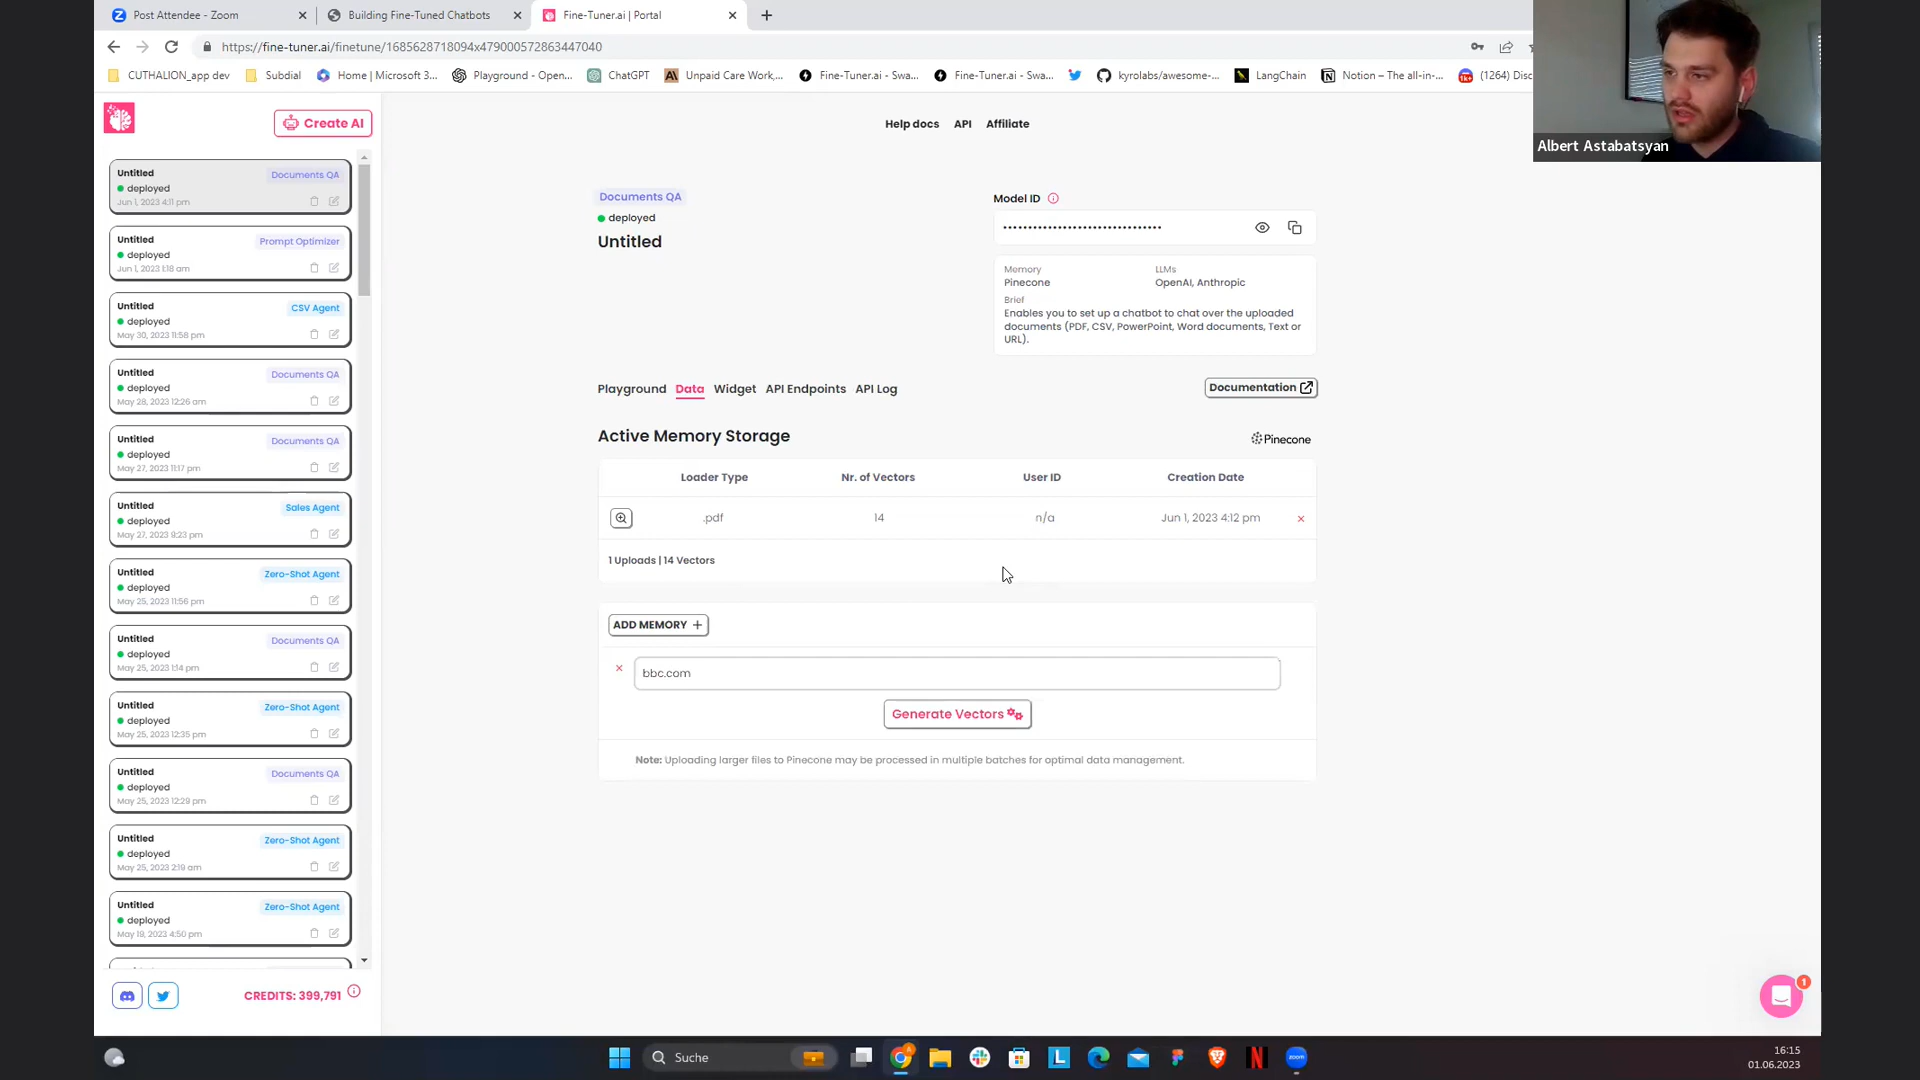 Post Attendee - Zoom
Building Fine-Tuned Chatbots
Fine-Tuner.ai | Portal
https://fine-tuner.ai/finetune/1685628718094x479000572863447040
CUTHALION_app dev
Subdial
Home | Microsoft 3...
Playground - Open...
ChatGPT
Unpaid Care Work,...
Fine-Tuner.ai - Swa...
Fine-Tuner.ai - Swa...
kyrolabs/awesome-...
LangChain
Notion – The all-in-...
(1264) Disc
Albert Astabatsyan
Create AI
Help docs
API
Affiliate
Untitled
Documents QA
deployed
Jun 1, 2023 4:11 pm
Untitled
Prompt Optimizer
deployed
Jun 1, 2023 1:18 am
Untitled
CSV Agent
deployed
May 30, 2023 11:58 pm
Untitled
Documents QA
deployed
May 28, 2023 12:26 am
Untitled
Documents QA
deployed
May 27, 2023 11:17 pm
Untitled
Sales Agent
deployed
May 27, 2023 9:23 pm
Untitled
Zero-Shot Agent
deployed
May 25, 2023 11:56 pm
Untitled
Documents QA
deployed
May 25, 2023 1:14 pm
Untitled
Zero-Shot Agent
deployed
May 25, 2023 12:35 pm
Untitled
Documents QA
deployed
May 25, 2023 12:29 pm
Untitled
Zero-Shot Agent
deployed
May 25, 2023 2:19 am
Untitled
Zero-Shot Agent
deployed
May 19, 2023 4:50 pm
CREDITS: 399,791
Documents QA
deployed
Untitled
Model ID
Memory
LLMs
Pinecone
OpenAI, Anthropic
Brief
Enables you to set up a chatbot to chat over the uploaded
documents (PDF, CSV, PowerPoint, Word documents, Text or
URL).
Playground
Data
Widget
API Endpoints
API Log
Documentation
Active Memory Storage
Pinecone
Loader Type
Nr. of Vectors
User ID
Creation Date
.pdf
14
n/a
Jun 1, 2023 4:12 pm
1 Uploads | 14 Vectors
ADD MEMORY
bbc.com
Generate Vectors
Note: Uploading larger files to Pinecone may be processed in multiple batches for optimal data management.
1
Suche
zoom
16:15
01.06.2023